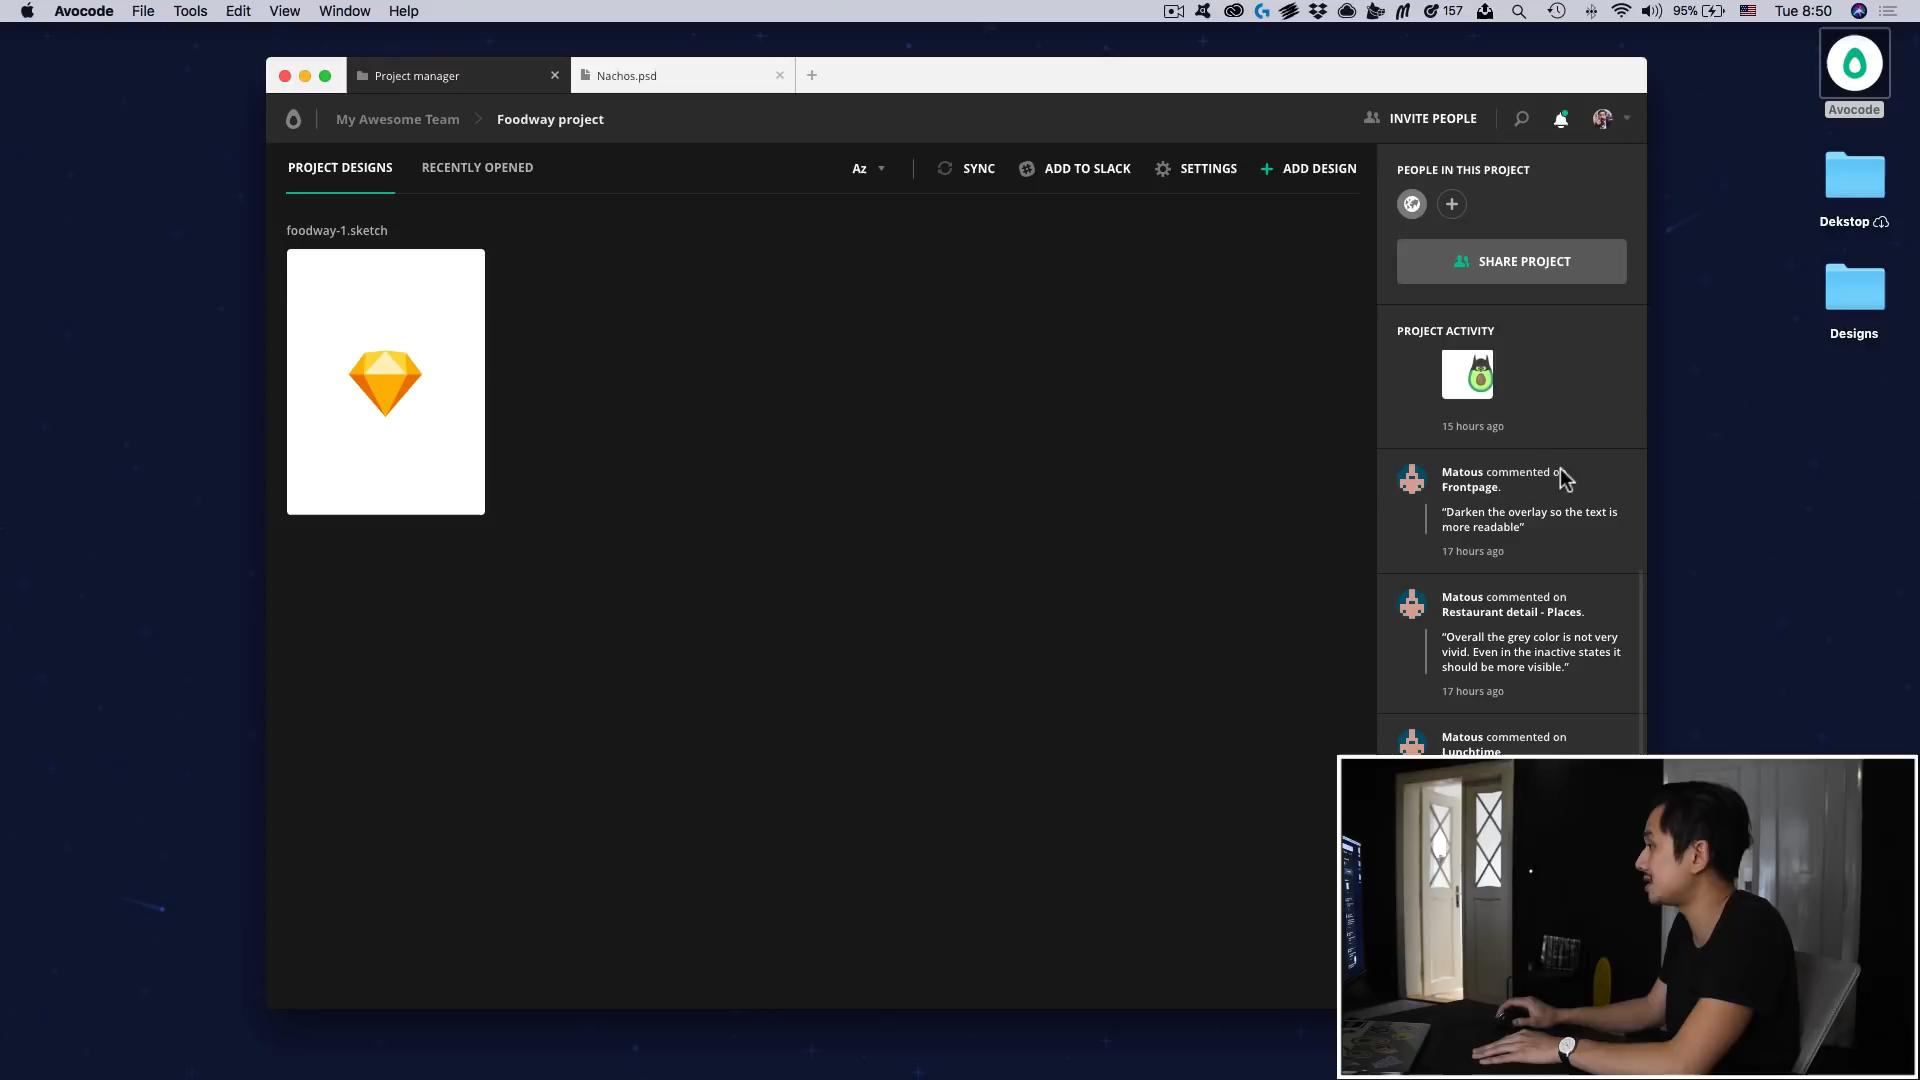 Avocode File Tools Edit View Window Help
157 95% Tue 8:50
Project manager
Nachos.psd
My Awesome Team
Foodway project
INVITE PEOPLE
PROJECT DESIGNS
RECENTLY OPENED
Az
SYNC
ADD TO SLACK
SETTINGS
ADD DESIGN
foodway-1.sketch
PEOPLE IN THIS PROJECT
SHARE PROJECT
PROJECT ACTIVITY
15 hours ago
Matous commented o
Frontpage.
“Darken the overlay so the text is
more readable”
17 hours ago
Matous commented on
Restaurant detail - Places.
“Overall the grey color is not very
vivid. Even in the inactive states it
should be more visible.”
17 hours ago
Matous commented on
Lunchtime
Avocode
Dekstop
Designs